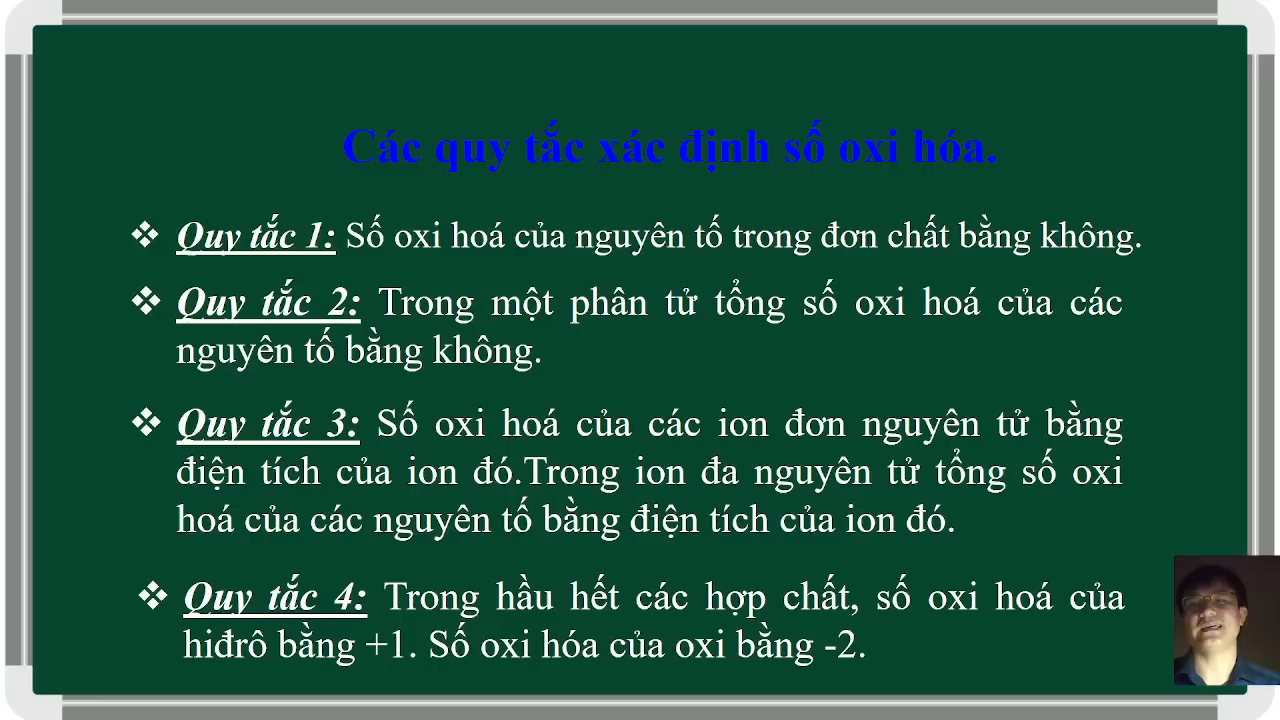 Các quy tắc xác định số oxi hóa.
❖ Quy tắc 1: Số oxi hoá của nguyên tố trong đơn chất bằng không.
❖ Quy tắc 2: Trong một phân tử tổng số oxi hoá của các
nguyên tố bằng không.
❖ Quy tắc 3: Số oxi hoá của các ion đơn nguyên tử bằng
điện tích của ion đó.Trong ion đa nguyên tử tổng số oxi
hoá của các nguyên tố bằng điện tích của ion đó.
❖ Quy tắc 4: Trong hầu hết các hợp chất, số oxi hoá của
hiđrô bằng +1. Số oxi hóa của oxi bằng -2.